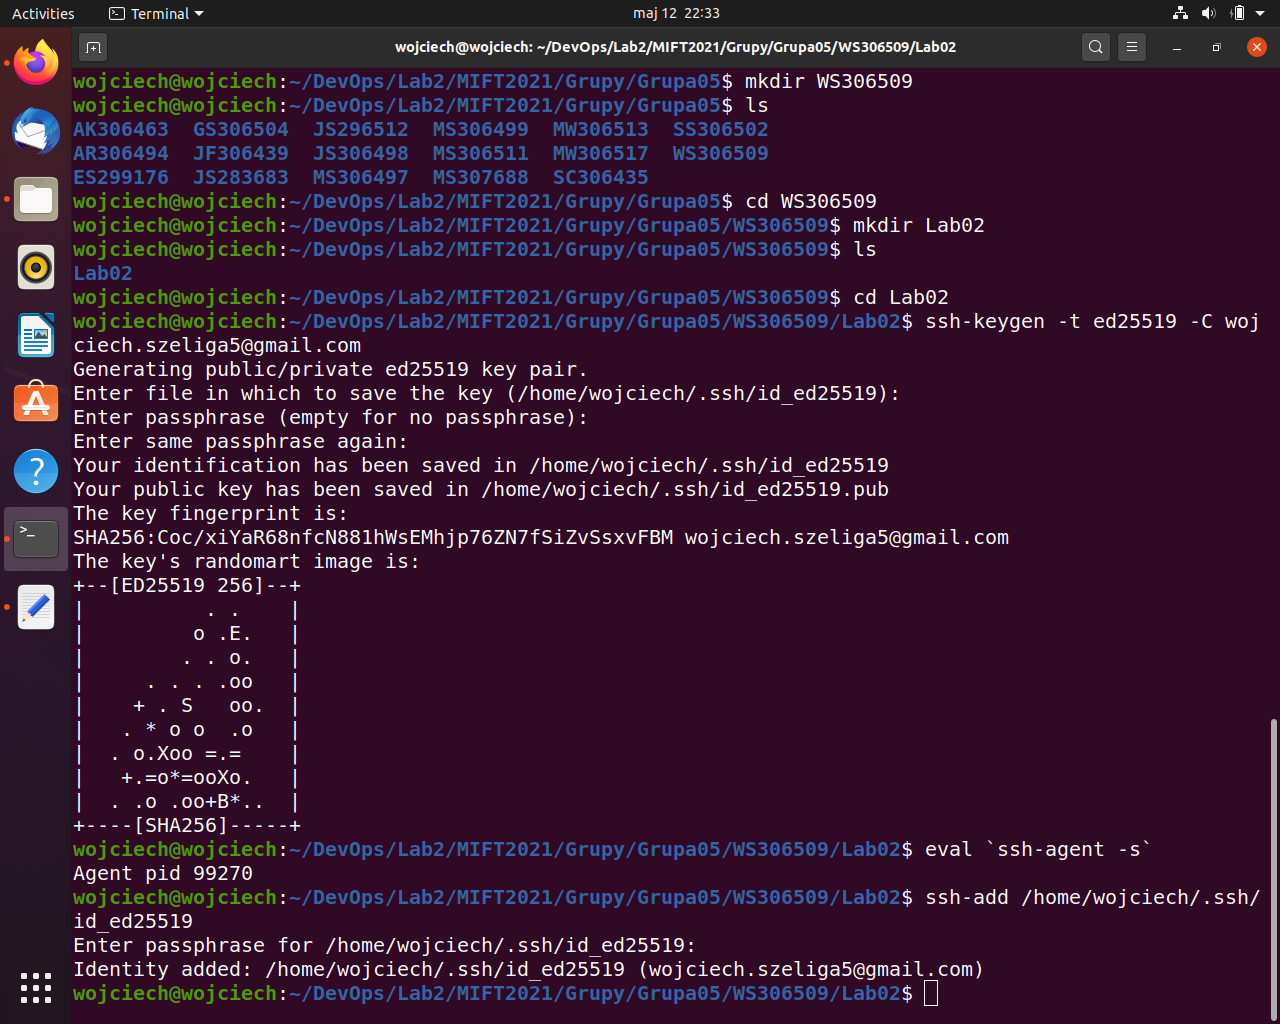 Activities
Terminal
maj 12 22:33
wojciech@wojciech: ~/DevOps/Lab2/MIFT2021/Grupy/Grupa05/WS306509/Lab02
wojciech@wojciech:~/DevOps/Lab2/MIFT2021/Grupy/Grupa05$ mkdir WS306509
wojciech@wojciech:~/DevOps/Lab2/MIFT2021/Grupy/Grupa05$ ls
AK306463  GS306504  JS296512  MS306499  MW306513  SS306502
AR306494  JF306439  JS306498  MS306511  MW306517  WS306509
ES299176  JS283683  MS306497  MS307688  SC306435
wojciech@wojciech:~/DevOps/Lab2/MIFT2021/Grupy/Grupa05$ cd WS306509
wojciech@wojciech:~/DevOps/Lab2/MIFT2021/Grupy/Grupa05/WS306509$ mkdir Lab02
wojciech@wojciech:~/DevOps/Lab2/MIFT2021/Grupy/Grupa05/WS306509$ ls
Lab02
wojciech@wojciech:~/DevOps/Lab2/MIFT2021/Grupy/Grupa05/WS306509$ cd Lab02
wojciech@wojciech:~/DevOps/Lab2/MIFT2021/Grupy/Grupa05/WS306509/Lab02$ ssh-keygen -t ed25519 -C woj
ciech.szeliga5@gmail.com
Generating public/private ed25519 key pair.
Enter file in which to save the key (/home/wojciech/.ssh/id_ed25519):
Enter passphrase (empty for no passphrase):
Enter same passphrase again:
Your identification has been saved in /home/wojciech/.ssh/id_ed25519
Your public key has been saved in /home/wojciech/.ssh/id_ed25519.pub
The key fingerprint is:
SHA256:Coc/xiYaR68nfcN881hWsEMhjp76ZN7fSiZvSsxvFBM wojciech.szeliga5@gmail.com
The key's randomart image is:
+--[ED25519 256]--+
|          . .    |
|         o .E.   |
|        . . o.   |
|     . . . .oo   |
|    + . S   oo.  |
|   . * o o  .o   |
|  . o.Xoo =.=    |
|   +.=o*=ooXo.   |
|  . .o .oo+B*..  |
+----[SHA256]-----+
wojciech@wojciech:~/DevOps/Lab2/MIFT2021/Grupy/Grupa05/WS306509/Lab02$ eval `ssh-agent -s`
Agent pid 99270
wojciech@wojciech:~/DevOps/Lab2/MIFT2021/Grupy/Grupa05/WS306509/Lab02$ ssh-add /home/wojciech/.ssh/
id_ed25519
Enter passphrase for /home/wojciech/.ssh/id_ed25519:
Identity added: /home/wojciech/.ssh/id_ed25519 (wojciech.szeliga5@gmail.com)
wojciech@wojciech:~/DevOps/Lab2/MIFT2021/Grupy/Grupa05/WS306509/Lab02$